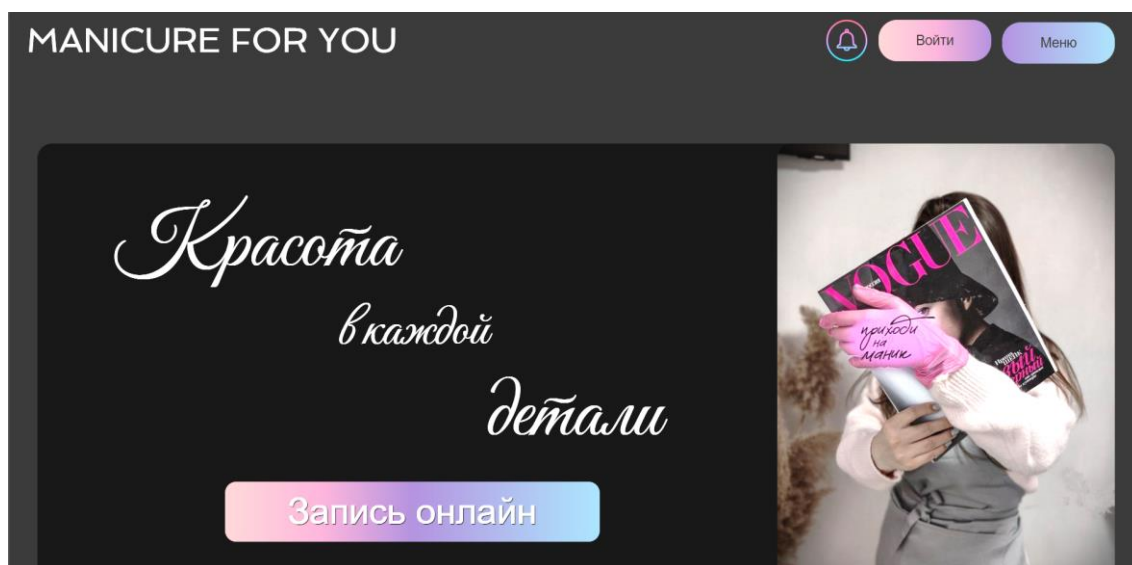 MANICURE FOR YOU
Войти
Меню
Красота
в каждой
детали
Запись онлайн
VOGUE
приходи
на
маник